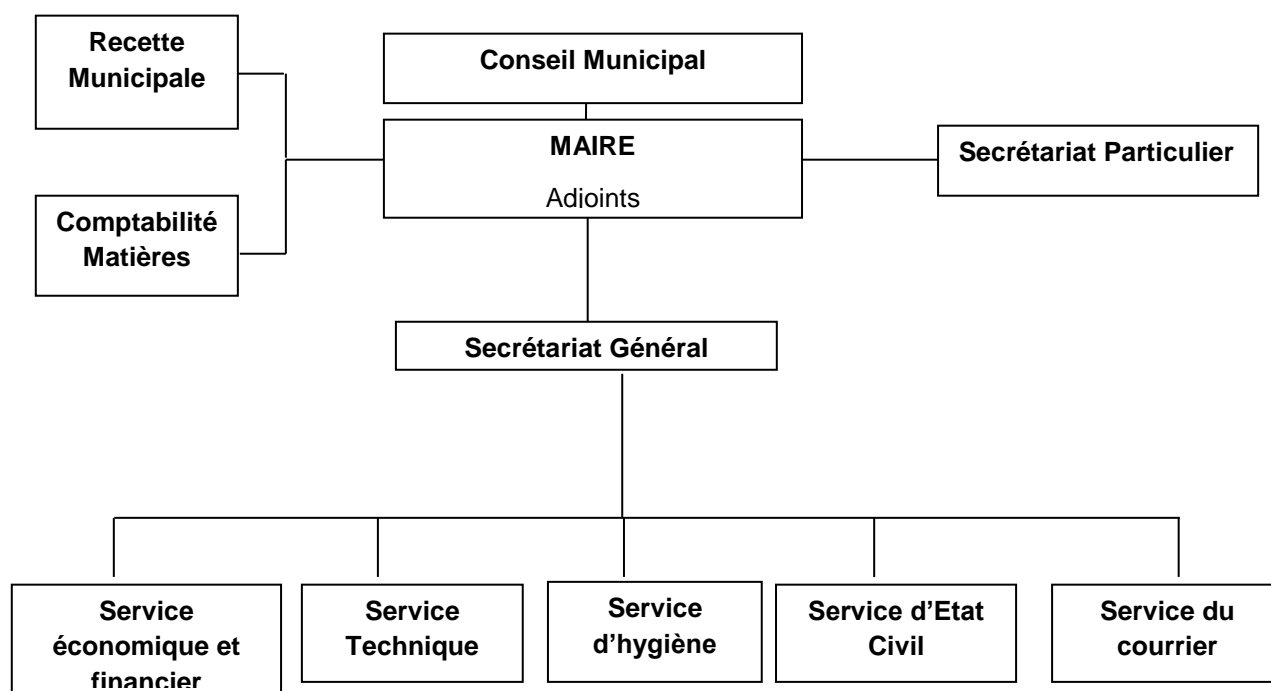 Recette
Municipale
Conseil Municipal
MAIRE
Adjoints
Secrétariat Particulier
Comptabilité
Matières
Secrétariat Général
Service
économique et
financier
Service
Technique
Service
d’hygiène
Service d’Etat
Civil
Service du
courrier